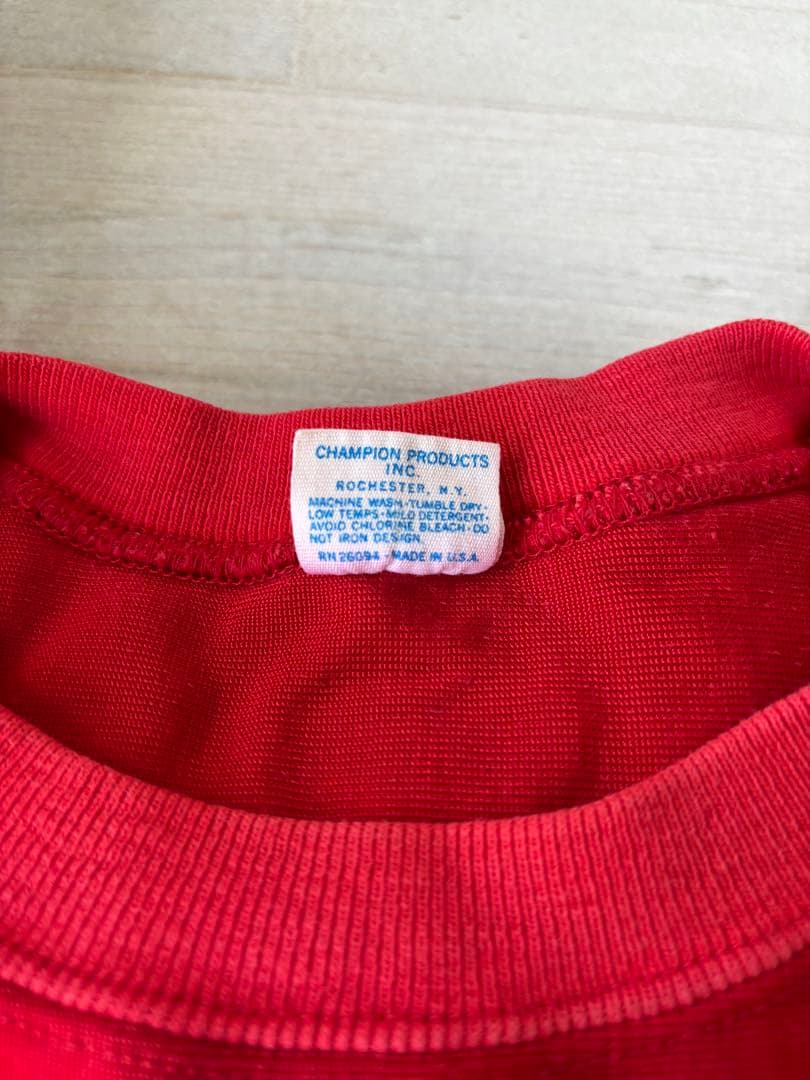 CHAMPION PRODUCTS
INC.
ROCHESTER, N.Y.
MACHINE WASH·TUMBLE DRY·
LOW TEMPS·MILD DETERGENT·
AVOID CHLORINE BLEACH·DO
NOT IRON DESIGN.
RN 26094 · MADE IN U.S.A.